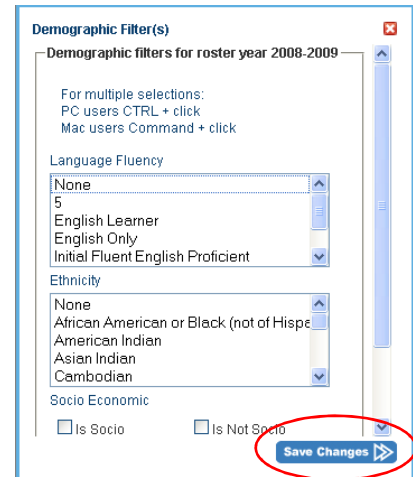 Demographic Filter(s)
Demographic filters for roster year 2008-2009
For multiple selections:
PC users CTRL + click
Mac users Command + click
Language Fluency
None
5
English Learner
English Only
Initial Fluent English Proficient
Ethnicity
None
African American or Black (not of Hispa
American Indian
Asian Indian
Cambodian
Socio Economic
Is Socio Is Not Socio
Save Changes